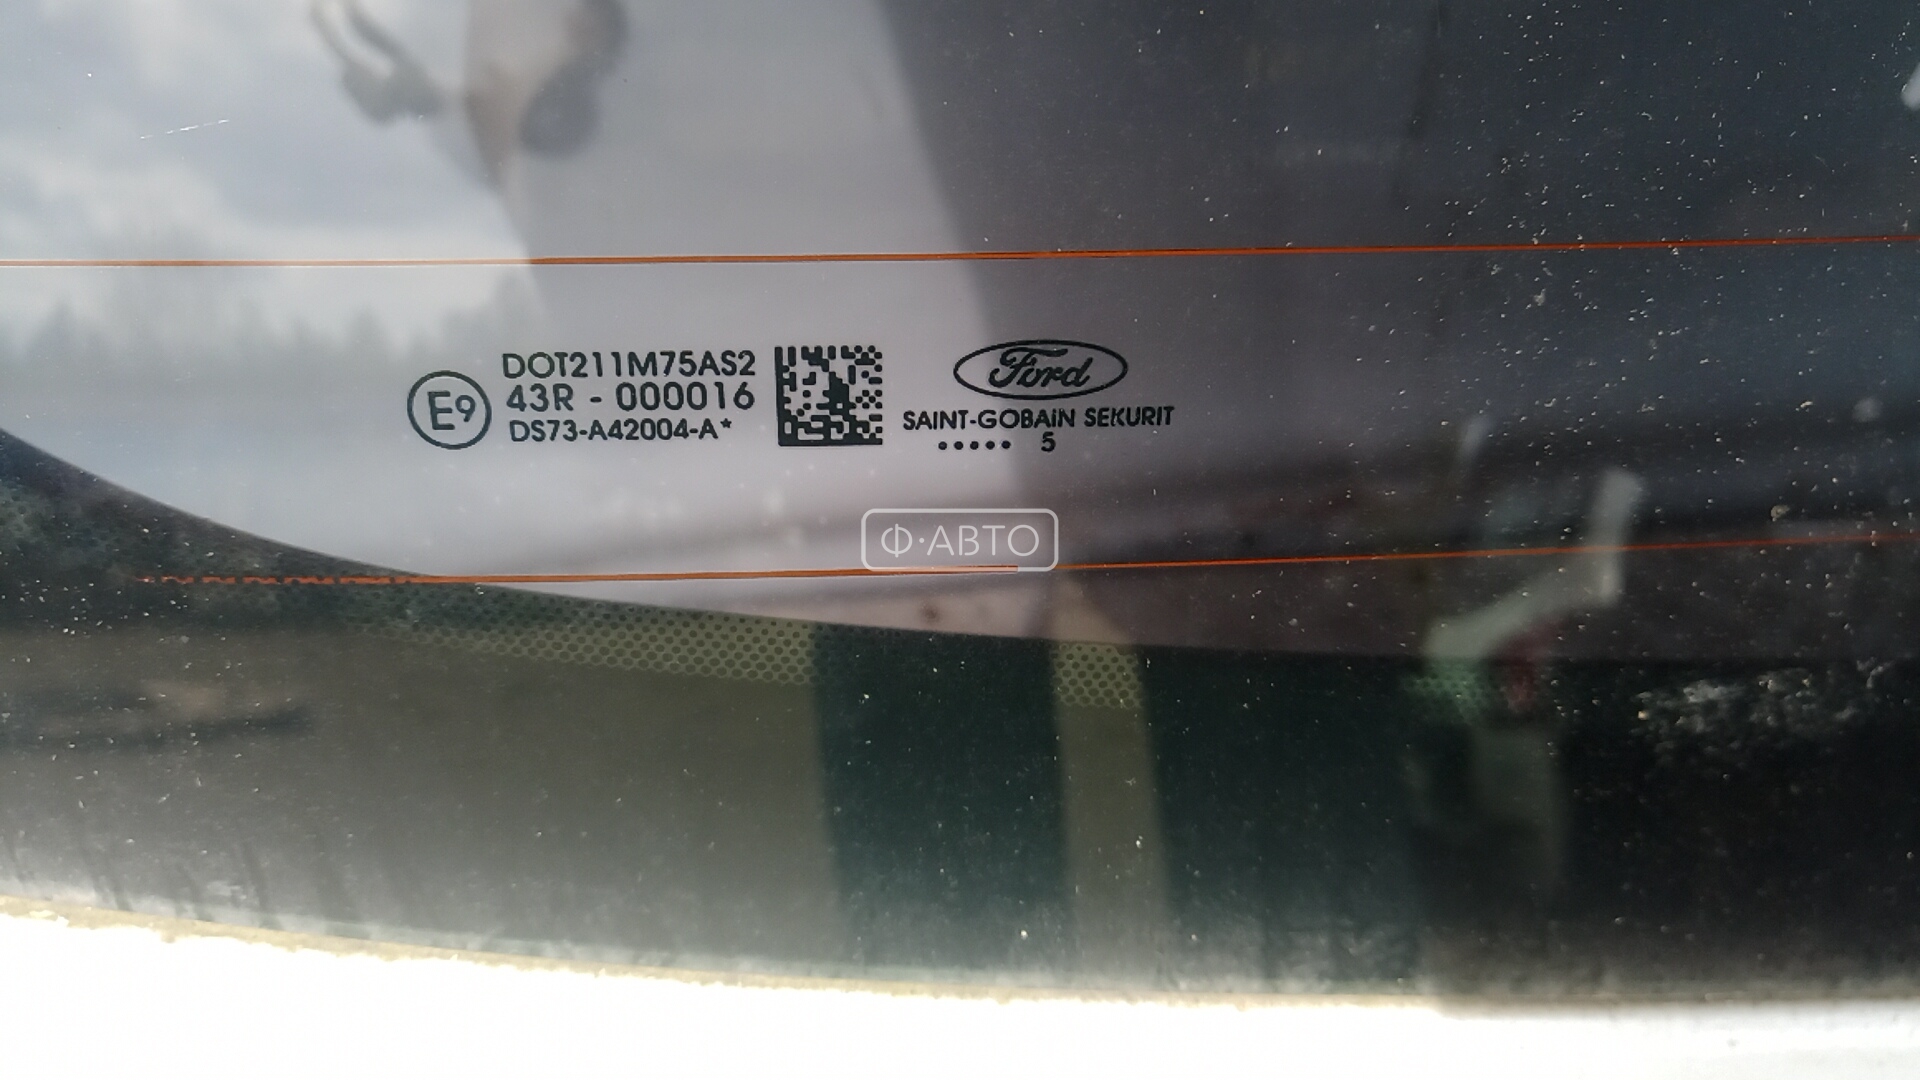 E9
DOT211M75AS2
43R - 000016
DS73-A42004-A*
Ford
SAINT-GOBAIN SEKURIT
····· 5
Ф·АВТО